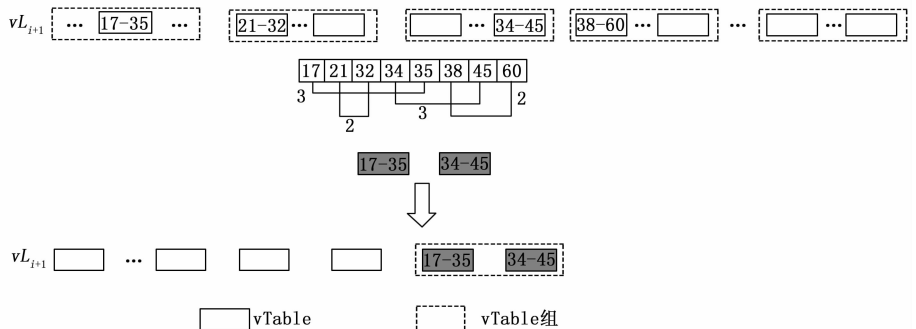 vL_{i+1} ··· 17-35 ··· 21-32 ··· ··· 34-45 38-60 ··· ··· ···
17 21 32 34 35 38 45 60
3 2 3 2
17-35 34-45
vL_{i+1} ··· 17-35 34-45
vTable vTable组